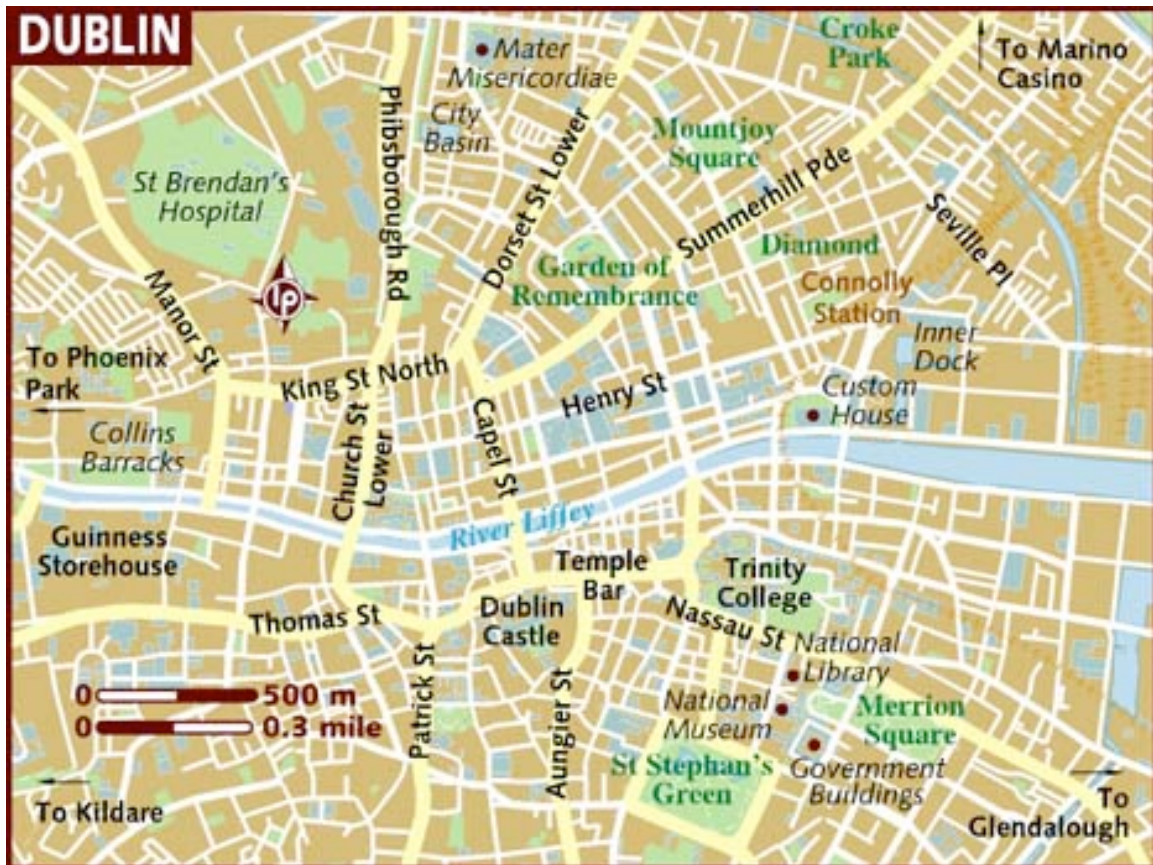 DUBLIN
Mater
Misericordiae
City
Basin
Croke
Park
To Marino
Casino
Phibsborough Rd
Dorset St Lower
Mountjoy
Square
Summerhill Pde
St Brendan's
Hospital
Seville Pl
Diamond
Connolly
Station
Garden of
Remembrance
lp
Manor St
Inner
Dock
To Phoenix
Park
King St North
Henry St
Custom
House
Collins
Barracks
Church St
Lower
Capel St
River Liffey
Guinness
Storehouse
Temple
Bar
Trinity
College
Thomas St
Dublin
Castle
Nassau St
National
Library
0 500 m
0 0.3 mile
Patrick St
Aungier St
National
Museum
Merrion
Square
St Stephan's
Green
Government
Buildings
To Kildare
To
Glendalough